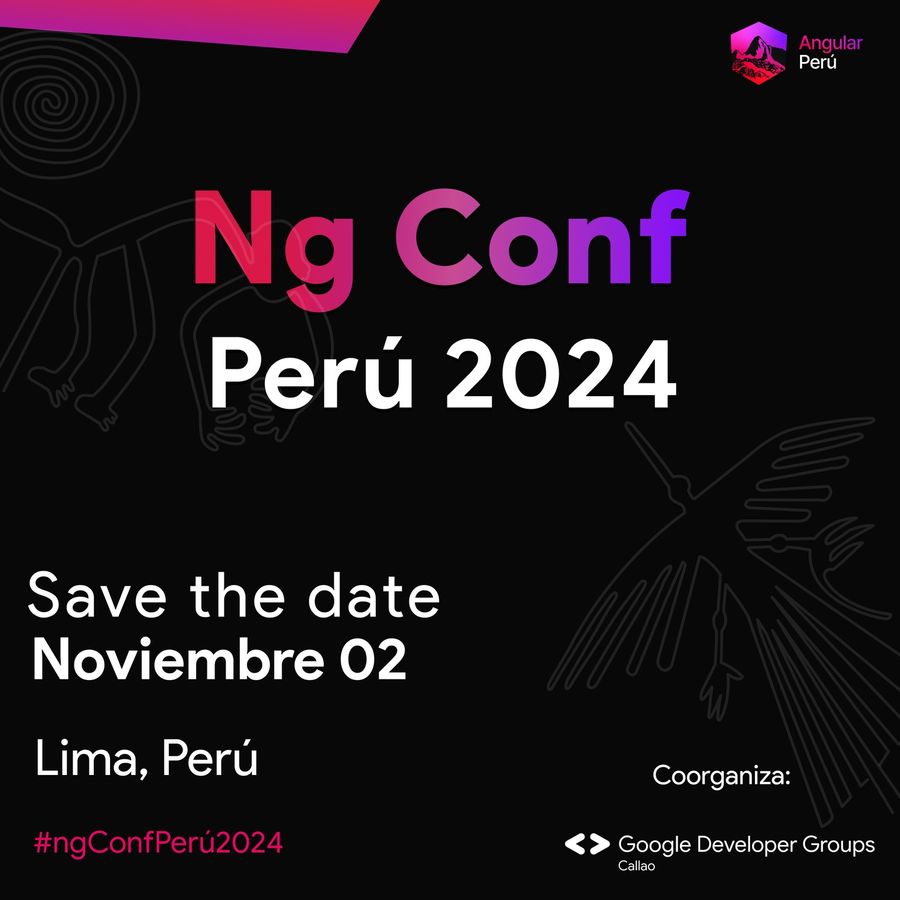 Angular
Perú
Ng Conf
Perú 2024
Save the date
Noviembre 02
Lima, Perú
Coorganiza:
#ngConfPerú2024
<> Google Developer Groups
Callao